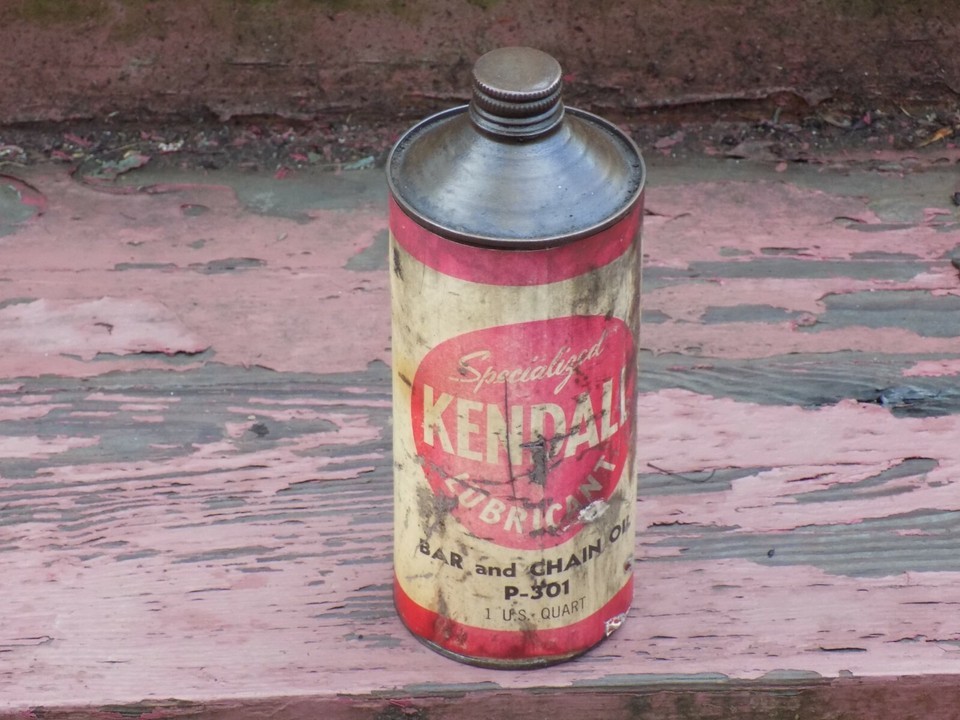 Specialized
KENDALL
LUBRICANT
BAR and CHAIN OIL
P-301
1 U.S. QUART